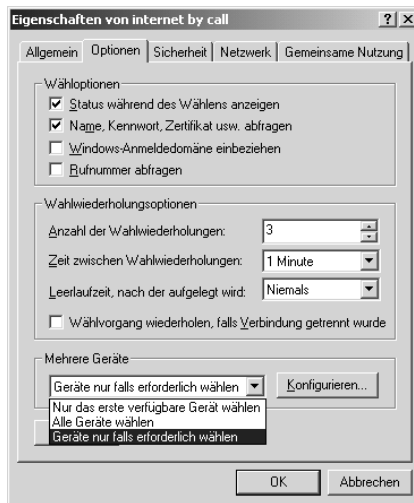 Eigenschaften von internet by call
Allgemein Optionen Sicherheit Netzwerk Gemeinsame Nutzung
Wähloptionen
Status während des Wählens anzeigen
Name, Kennwort, Zertifikat usw. abfragen
Windows-Anmeldedomäne einbeziehen
Rufnummer abfragen
Wahlwiederholungsoptionen
Anzahl der Wahlwiederholungen: 3
Zeit zwischen Wahlwiederholungen: 1 Minute
Leerlaufzeit, nach der aufgelegt wird: Niemals
Wählvorgang wiederholen, falls Verbindung getrennt wurde
Mehrere Geräte
Geräte nur falls erforderlich wählen Konfigurieren...
Nur das erste verfügbare Gerät wählen
Alle Geräte wählen
Geräte nur falls erforderlich wählen
OK Abbrechen